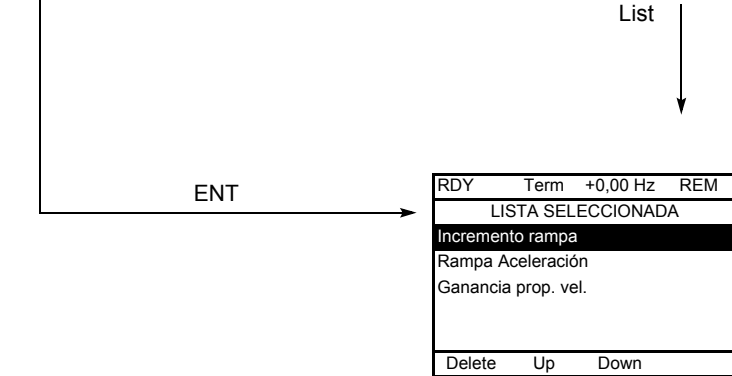 List
ENT
RDY Term +0,00 Hz REM
LISTA SELECCIONADA
Incremento rampa
Rampa Aceleración
Ganancia prop. vel.
Delete Up Down